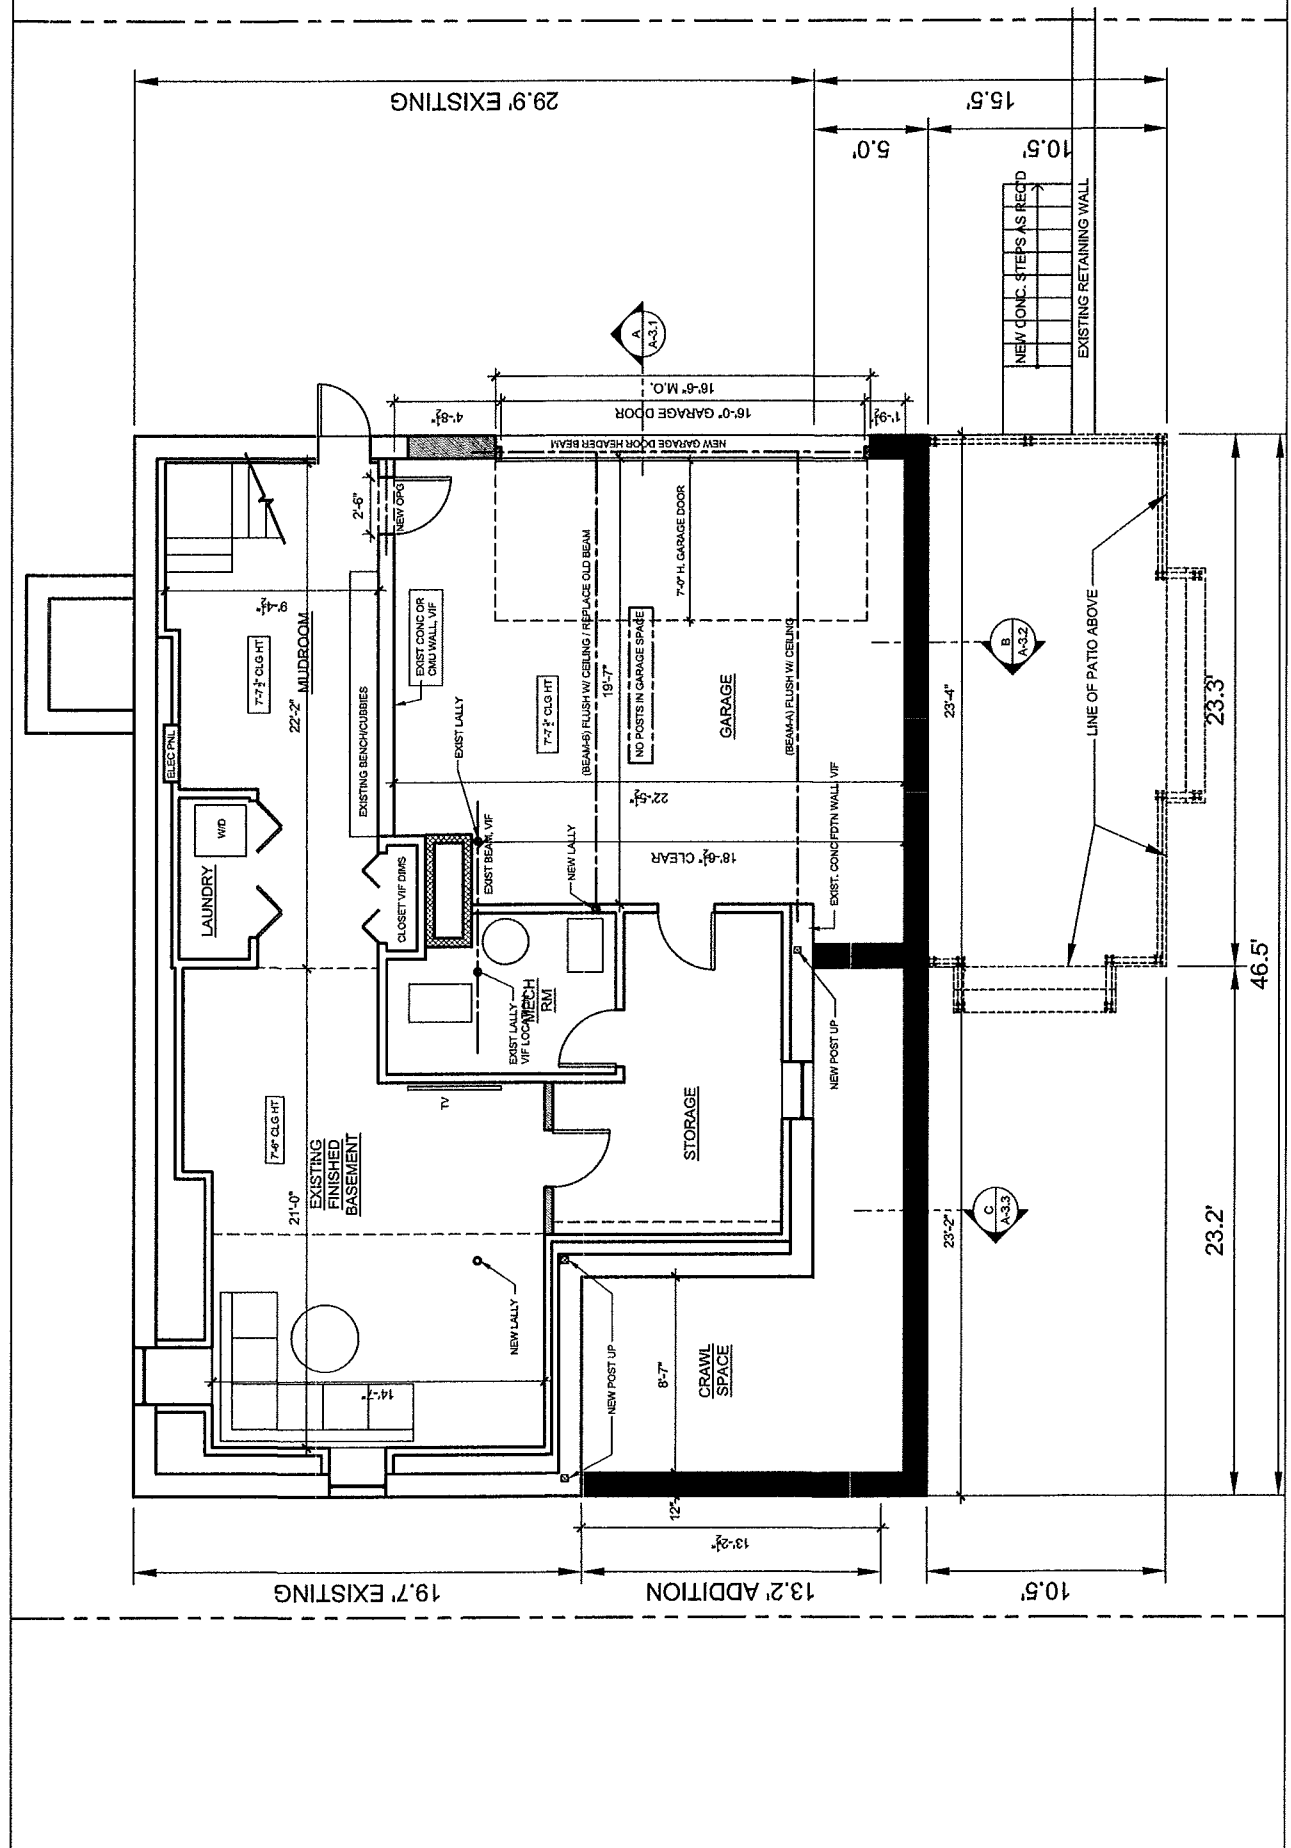 29.9' EXISTING
15.5'
5.0'
10.5'
NEW CONC. STEPS AS REQ'D
EXISTING RETAINING WALL
A
A-3.1
16'-6" M.O.
16'-0" GARAGE DOOR
4'-8½"
1'-9½"
NEW GARAGE DOOR HEADER BEAM
2'-6"
NEW OPG
9'-4½"
MUDROOM
22'-2"
7'-7½" CLG HT
EXISTING BENCH/CUBBIES
ELEC PNL
EXIST CONC OR
CMU WALL, VIF
EXIST LALLY
7'-7½" CLG HT
(BEAM-B) FLUSH W/ CEILING / REPLACE OLD BEAM
19'-7"
NO POSTS IN GARAGE SPACE
7'-0" H. GARAGE DOOR
GARAGE
(BEAM-A) FLUSH W/ CEILING
22'-5½"
18'-6½" CLEAR
B
A-3.2
23'-4"
LINE OF PATIO ABOVE
23.3'
46.5'
W/D
LAUNDRY
CLOSET VIF DIMS
EXIST BEAM, VIF
NEW LALLY
EXIST. CONC FDTN WALL, VIF
EXIST LALLY
VIF LOCATION
MECH
RM
NEW POST UP
TV
STORAGE
7'-6" CLG HT
EXISTING
FINISHED
BASEMENT
21'-0"
C
A-3.3
23'-2"
23.2'
NEW LALLY
NEW POST UP
14'-7"
8'-7"
CRAWL
SPACE
12"
13'-2½"
19.7' EXISTING
13.2' ADDITION
10.5'